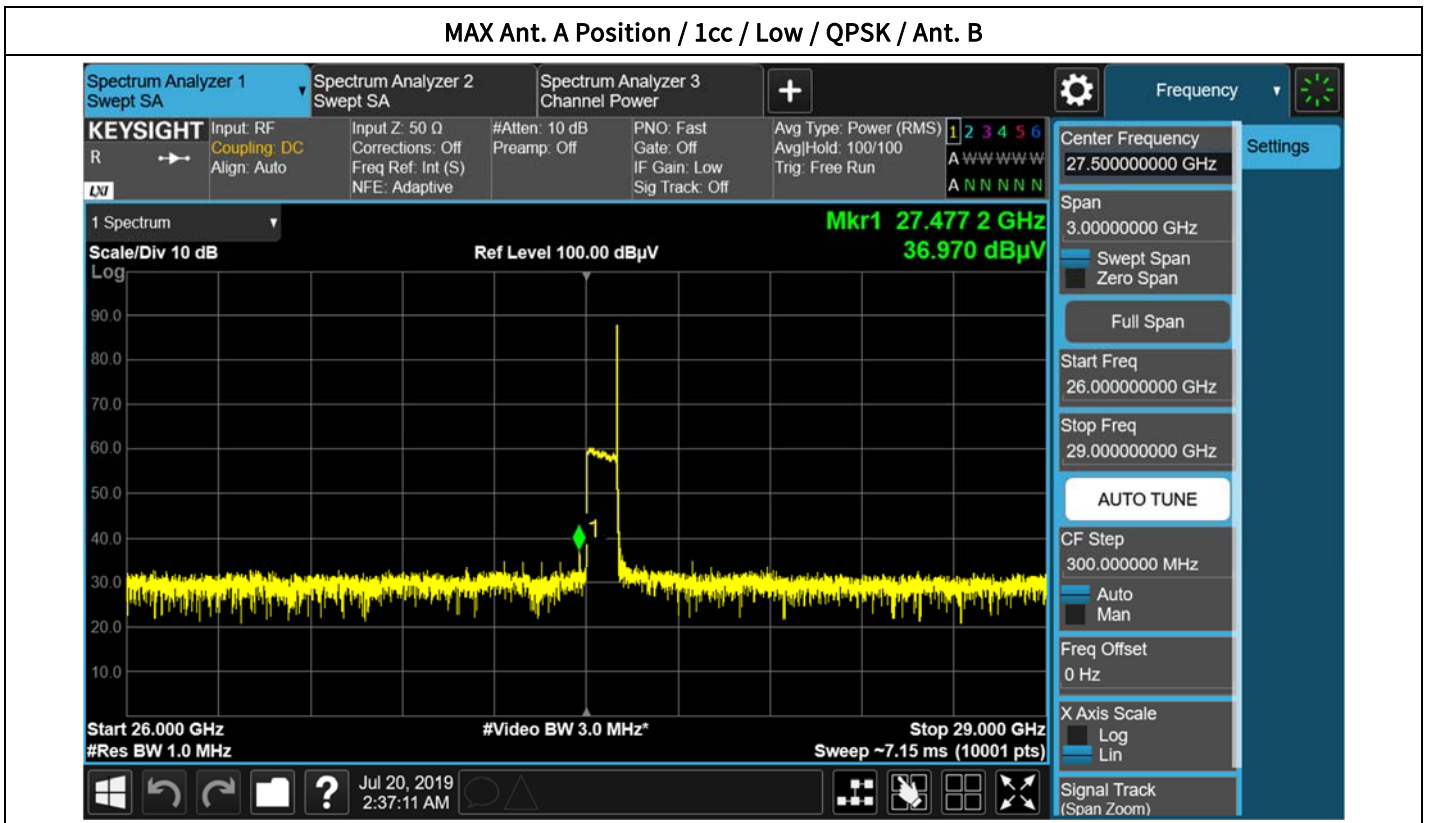 MAX Ant. A Position / 1cc / Low / QPSK / Ant. B
Spectrum Analyzer 1
Swept SA
Spectrum Analyzer 2
Swept SA
Spectrum Analyzer 3
Channel Power
Frequency
KEYSIGHT
R
LXI
Input: RF
Coupling: DC
Align: Auto
Input Z: 50 Ω
Corrections: Off
Freq Ref: Int (S)
NFE: Adaptive
#Atten: 10 dB
Preamp: Off
PNO: Fast
Gate: Off
IF Gain: Low
Sig Track: Off
Avg Type: Power (RMS)
Avg|Hold: 100/100
Trig: Free Run
1 2 3 4 5 6
A W W W W W
A N N N N N
Center Frequency
27.500000000 GHz
Settings
Span
3.00000000 GHz
Swept Span
Zero Span
Full Span
Start Freq
26.000000000 GHz
Stop Freq
29.000000000 GHz
AUTO TUNE
CF Step
300.000000 MHz
Auto
Man
Freq Offset
0 Hz
X Axis Scale
Log
Lin
Signal Track
(Span Zoom)
1 Spectrum
Mkr1 27.477 2 GHz
36.970 dBµV
Scale/Div 10 dB
Ref Level 100.00 dBµV
Log
90.0
80.0
70.0
60.0
50.0
40.0
30.0
20.0
10.0
1
Start 26.000 GHz
#Video BW 3.0 MHz*
Stop 29.000 GHz
#Res BW 1.0 MHz
Sweep ~7.15 ms (10001 pts)
?
Jul 20, 2019
2:37:11 AM